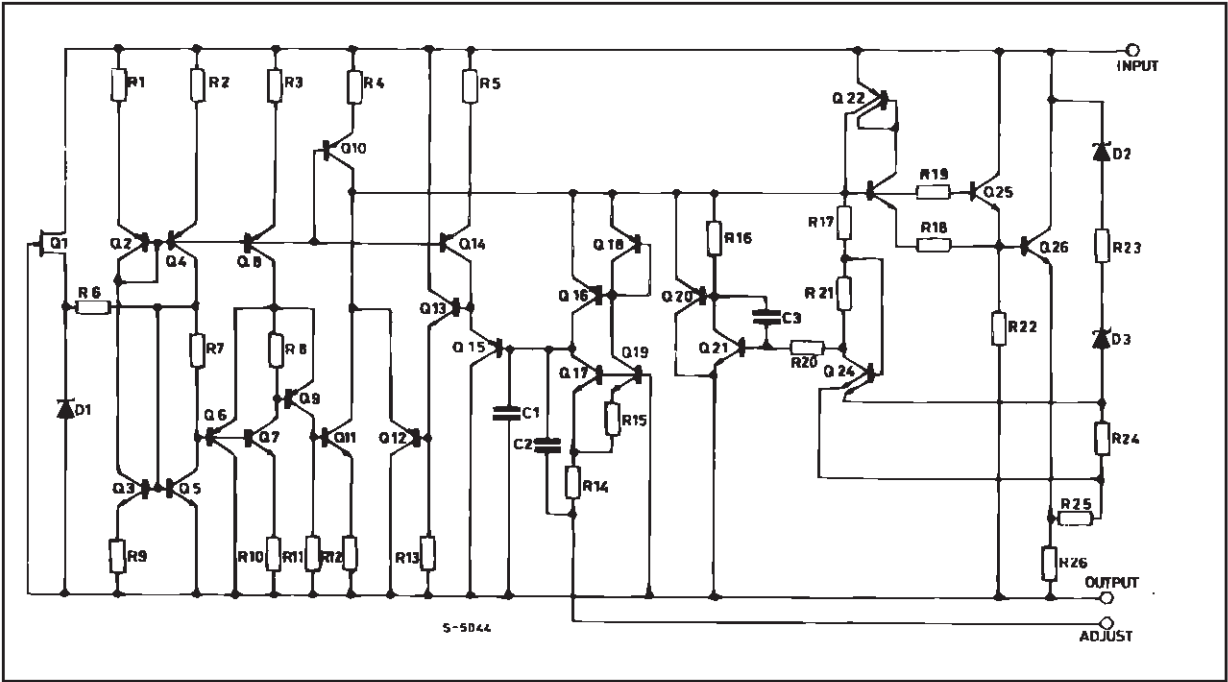 R1
R2
R3
R4
R5
INPUT
Q22
D2
Q10
R19
Q25
R17
R18
Q1
Q2
Q4
Q8
Q14
Q18
R16
Q26
R23
R6
Q13
Q16
Q20
R21
C3
R7
R8
Q15
Q19
Q21
R20
Q24
R22
D3
Q17
D1
Q6
Q9
C1
R15
Q7
Q11
Q12
C2
R24
Q3
Q5
R14
R25
R9
R10
R11
R12
R13
R26
OUTPUT
S-5044
ADJUST